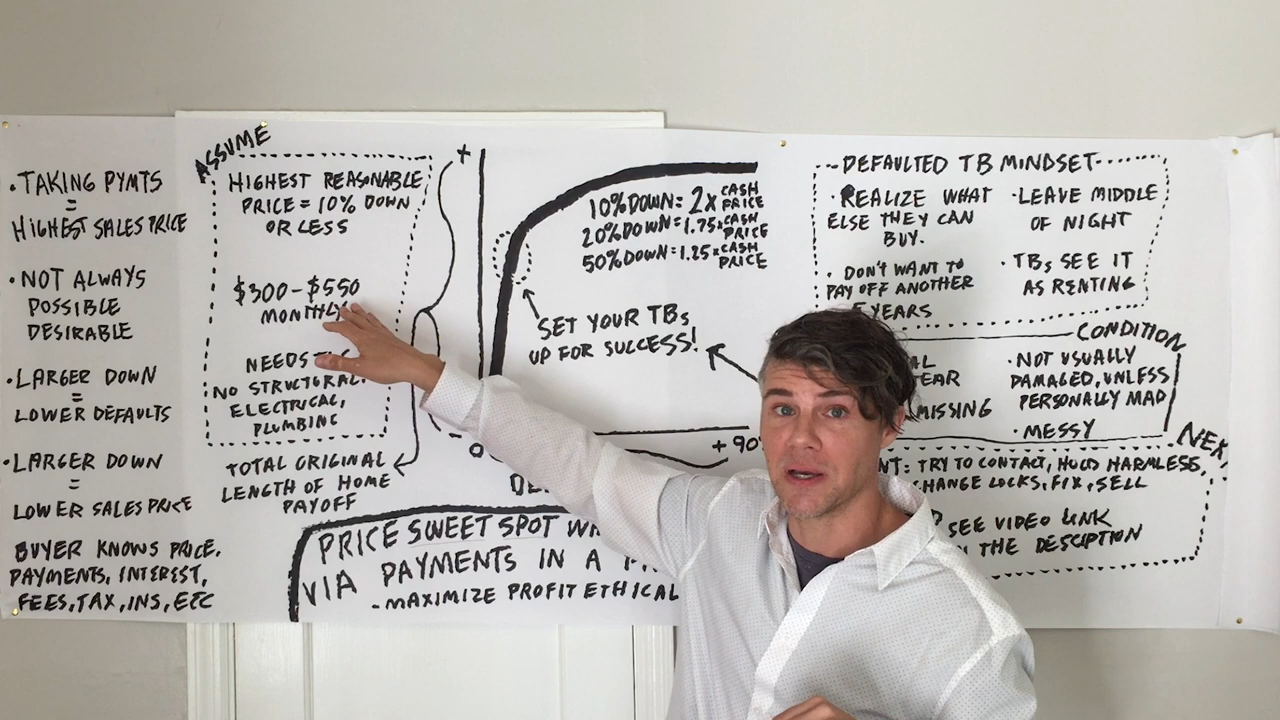 • TAKING PYMTS
=
HIGHEST SALES PRICE
• NOT ALWAYS
POSSIBLE
DESIRABLE
• LARGER DOWN
=
LOWER DEFAULTS
• LARGER DOWN
=
LOWER SALES PRICE
BUYER KNOWS PRICE,
PAYMENTS, INTEREST,
FEES, TAX, INS, ETC
ASSUME
HIGHEST REASONABLE
PRICE = 10% DOWN
OR LESS
$300-$550
MONTHLY
NEEDS
NO STRUCTURAL,
ELECTRICAL,
PLUMBING
TOTAL ORIGINAL
LENGTH OF HOME
PAYOFF
+
-
10% DOWN = 2X CASH PRICE
20% DOWN = 1.75X CASH PRICE
50% DOWN = 1.25X CASH PRICE
SET YOUR TBs
UP FOR SUCCESS!
0
+ 90
PRICE SWEET SPOT
VIA PAYMENTS IN A
- MAXIMIZE PROFIT ETHICAL
DEFAULTED TB MINDSET
• REALIZE WHAT
ELSE THEY CAN
BUY.
• DON'T WANT TO
PAY OFF ANOTHER
YEARS
• LEAVE MIDDLE
OF NIGHT
• TBs SEE IT
AS RENTING
CONDITION
MISSING
• NOT USUALLY
DAMAGED, UNLESS
PERSONALLY MAD
• MESSY
: TRY TO CONTACT, HOLD HARMLESS,
CHANGE LOCKS, FIX, SELL
SEE VIDEO LINK
THE DESCIPTION